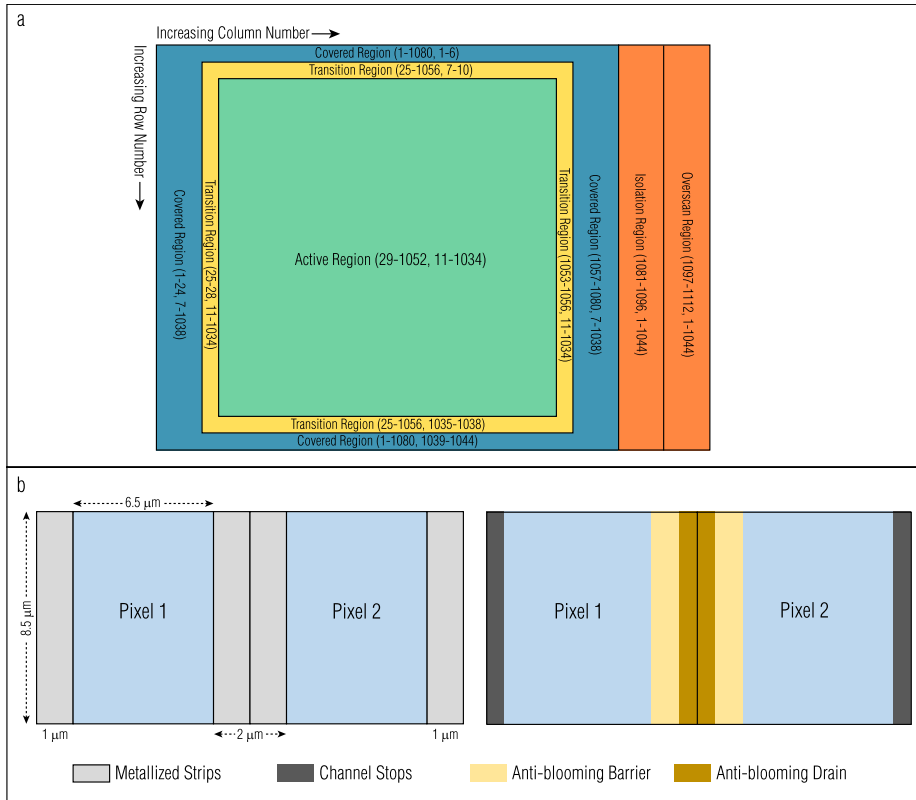 a
Increasing Column Number
Increasing Row Number
Covered Region (1-1080, 1-6)
Transition Region (25-1056, 7-10)
Covered Region (1-24, 7-1038)
Transition Region (25-28, 11-1034)
Active Region (29-1052, 11-1034)
Transition Region (1053-1056, 11-1034)
Covered Region (1057-1080, 7-1038)
Isolation Region (1081-1096, 1-1044)
Overscan Region (1097-1112, 1-1044)
Transition Region (25-1056, 1035-1038)
Covered Region (1-1080, 1039-1044)
b
6.5 µm
8.5 µm
Pixel 1
Pixel 2
Pixel 1
Pixel 2
1 µm
2 µm
1 µm
Metallized Strips
Channel Stops
Anti-blooming Barrier
Anti-blooming Drain